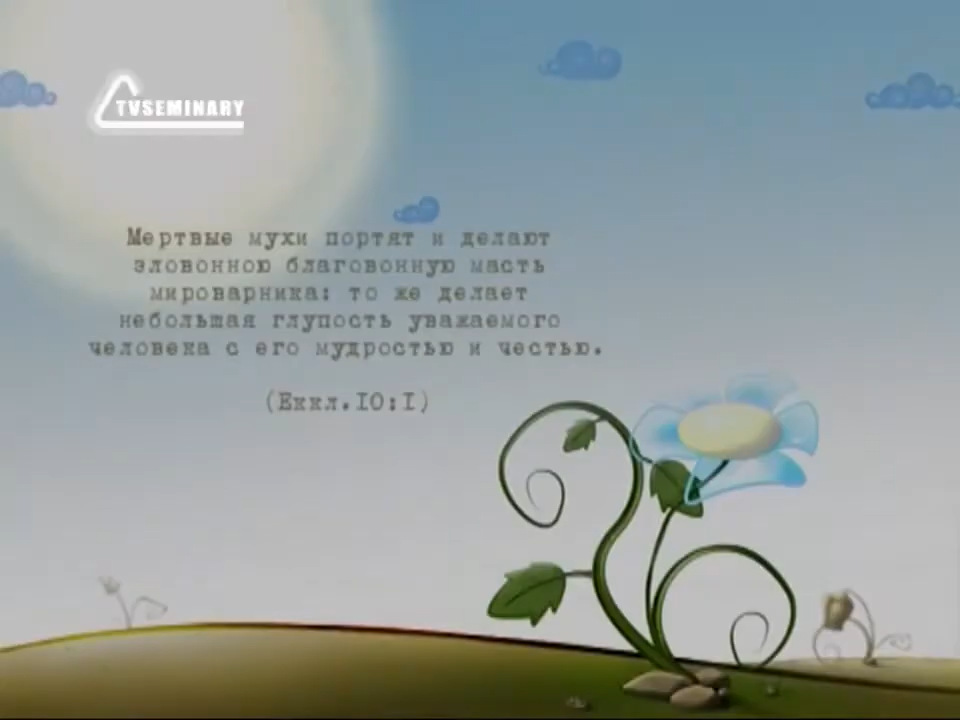 TVSEMINARY
Мертвые мухи портят и делают
зловонною благовонную масть
мироварника: то же делает
небольшая глупость уважаемого
человека с его мудростью и честью.
(Еккл.10:1)